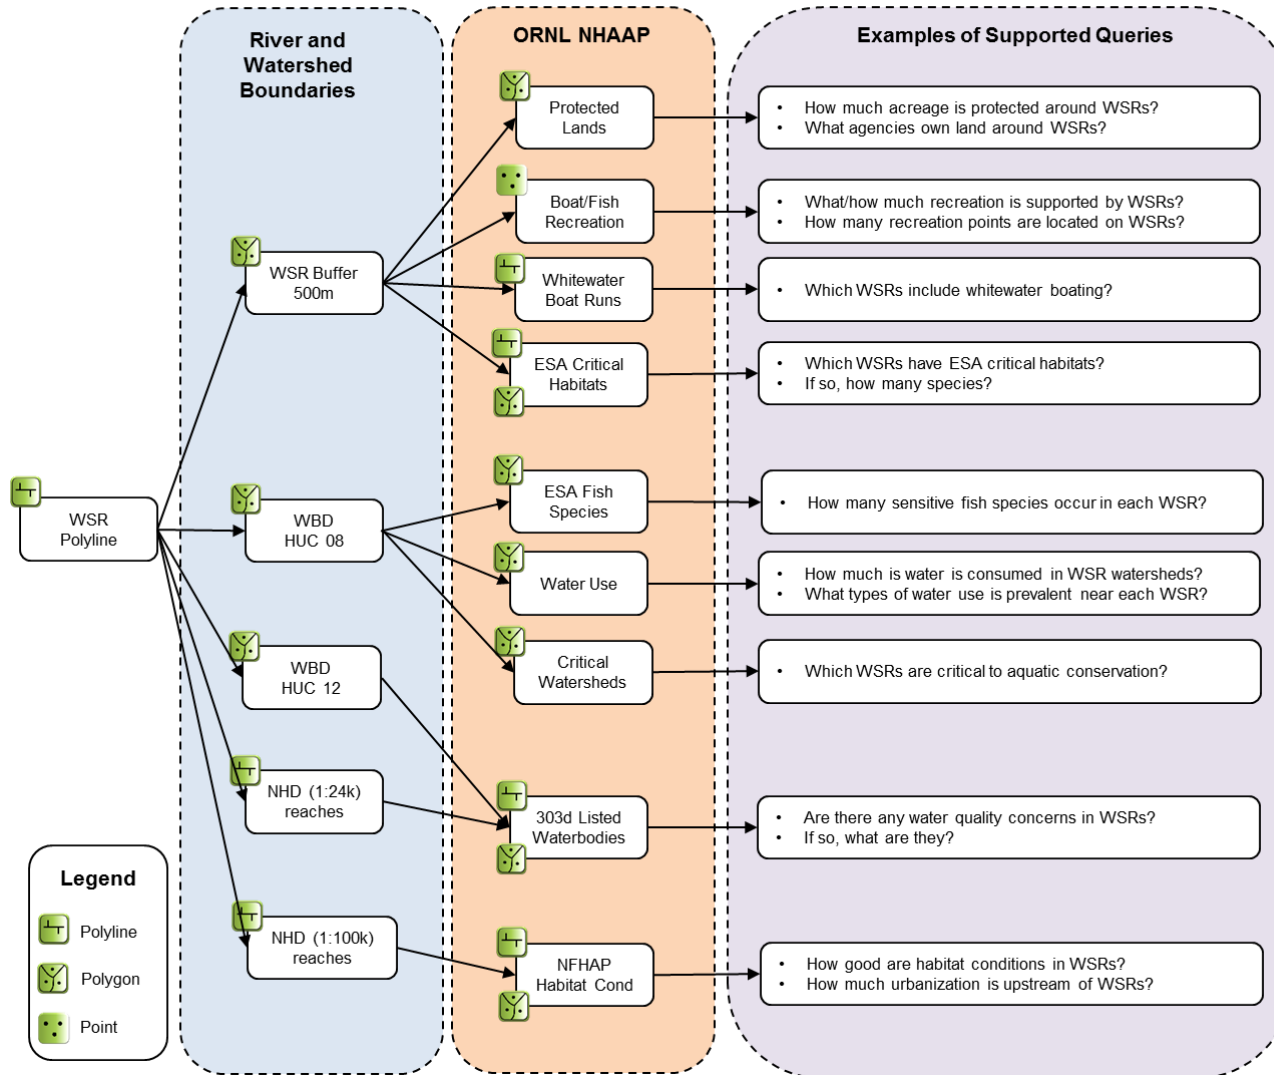 River and
Watershed
Boundaries
ORNL NHAAP
Examples of Supported Queries
Protected
Lands
• How much acreage is protected around WSRs?
• What agencies own land around WSRs?
Boat/Fish
Recreation
• What/how much recreation is supported by WSRs?
• How many recreation points are located on WSRs?
WSR Buffer
500m
Whitewater
Boat Runs
• Which WSRs include whitewater boating?
ESA Critical
Habitats
• Which WSRs have ESA critical habitats?
• If so, how many species?
WSR
Polyline
WBD
HUC 08
ESA Fish
Species
• How many sensitive fish species occur in each WSR?
Water Use
• How much is water is consumed in WSR watersheds?
• What types of water use is prevalent near each WSR?
WBD
HUC 12
Critical
Watersheds
• Which WSRs are critical to aquatic conservation?
NHD (1:24k)
reaches
303d Listed
Waterbodies
• Are there any water quality concerns in WSRs?
• If so, what are they?
NHD (1:100k)
reaches
NFHAP
Habitat Cond
• How good are habitat conditions in WSRs?
• How much urbanization is upstream of WSRs?
Legend
Polyline
Polygon
Point